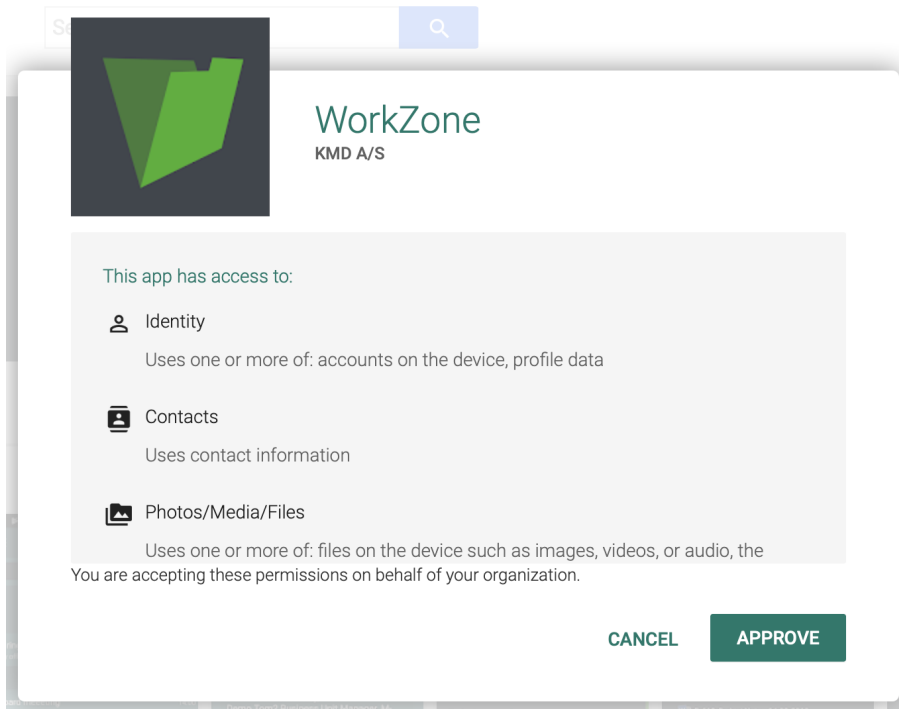 WorkZone
KMD A/S
This app has access to:
Identity
Uses one or more of: accounts on the device, profile data
Contacts
Uses contact information
Photos/Media/Files
Uses one or more of: files on the device such as images, videos, or audio, the
You are accepting these permissions on behalf of your organization.
CANCEL
APPROVE